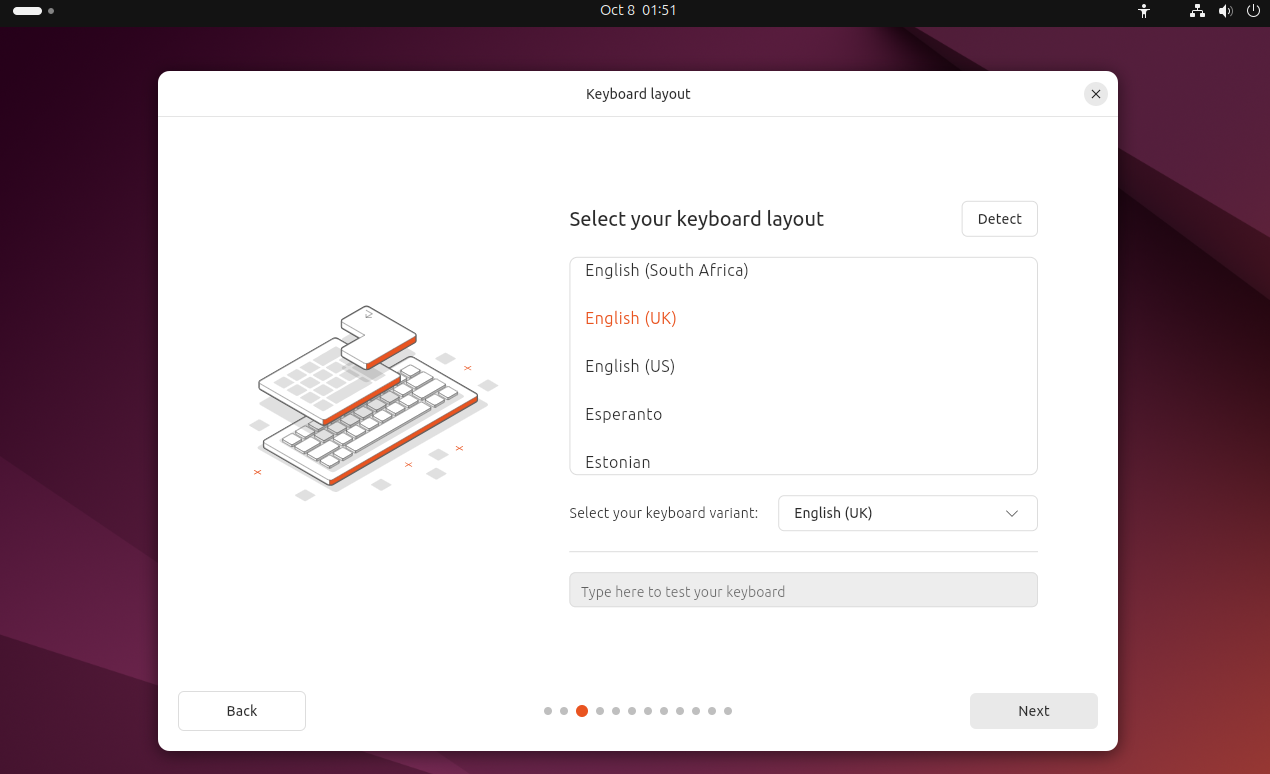 Oct 8 01:51
Keyboard layout
Select your keyboard layout
Detect
English (South Africa)
English (UK)
English (US)
Esperanto
Estonian
Select your keyboard variant:
English (UK)
Type here to test your keyboard
Back
Next